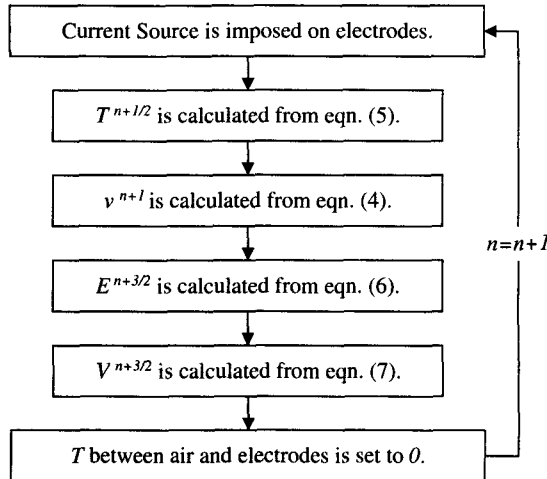 Current Source is imposed on electrodes.
T^{n+1/2} is calculated from eqn. (5).
v^{n+1} is calculated from eqn. (4).
n=n+1
E^{n+3/2} is calculated from eqn. (6).
V^{n+3/2} is calculated from eqn. (7).
T between air and electrodes is set to 0.